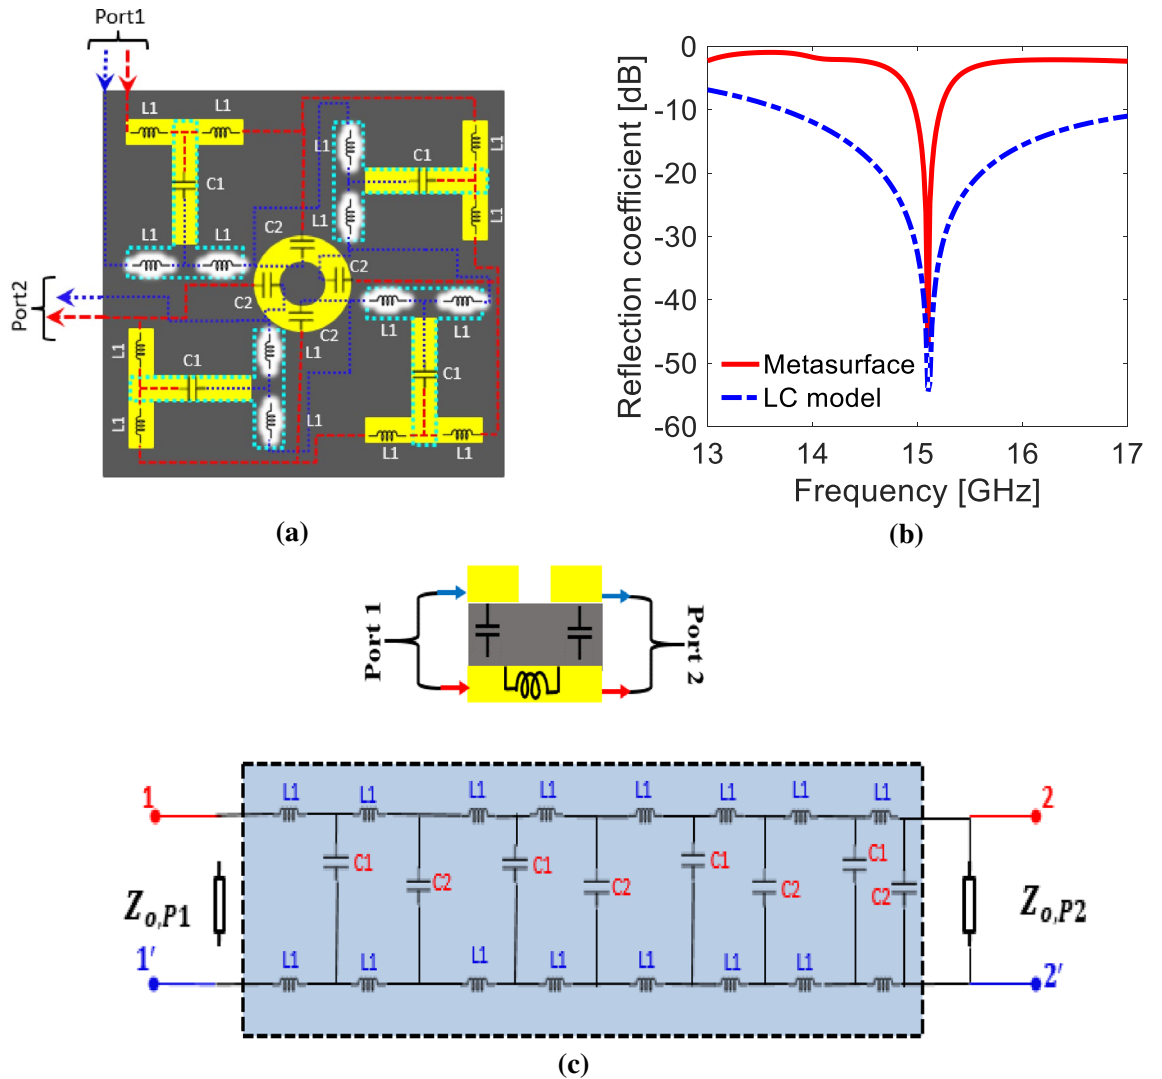 Port1
L1 L1
C1
L1 L1
L1
L1
C1
L1
L1
L1
C2
C2
C2
C2
Port2
L1 L1
C1
L1 L1
L1
C1
L1
L1
L1
(a)
Reflection coefficient [dB]
0
-10
-20
-30
-40
-50
-60
Metasurface
LC model
13 14 15 16 17
Frequency [GHz]
(b)
Port 1
Port 2
1 L1 L1 L1 L1 L1 L1 L1 L1 2
C1 C2 C1 C2 C1 C2 C1 C2
Zo,P1 Zo,P2
1′ L1 L1 L1 L1 L1 L1 L1 2′
(c)